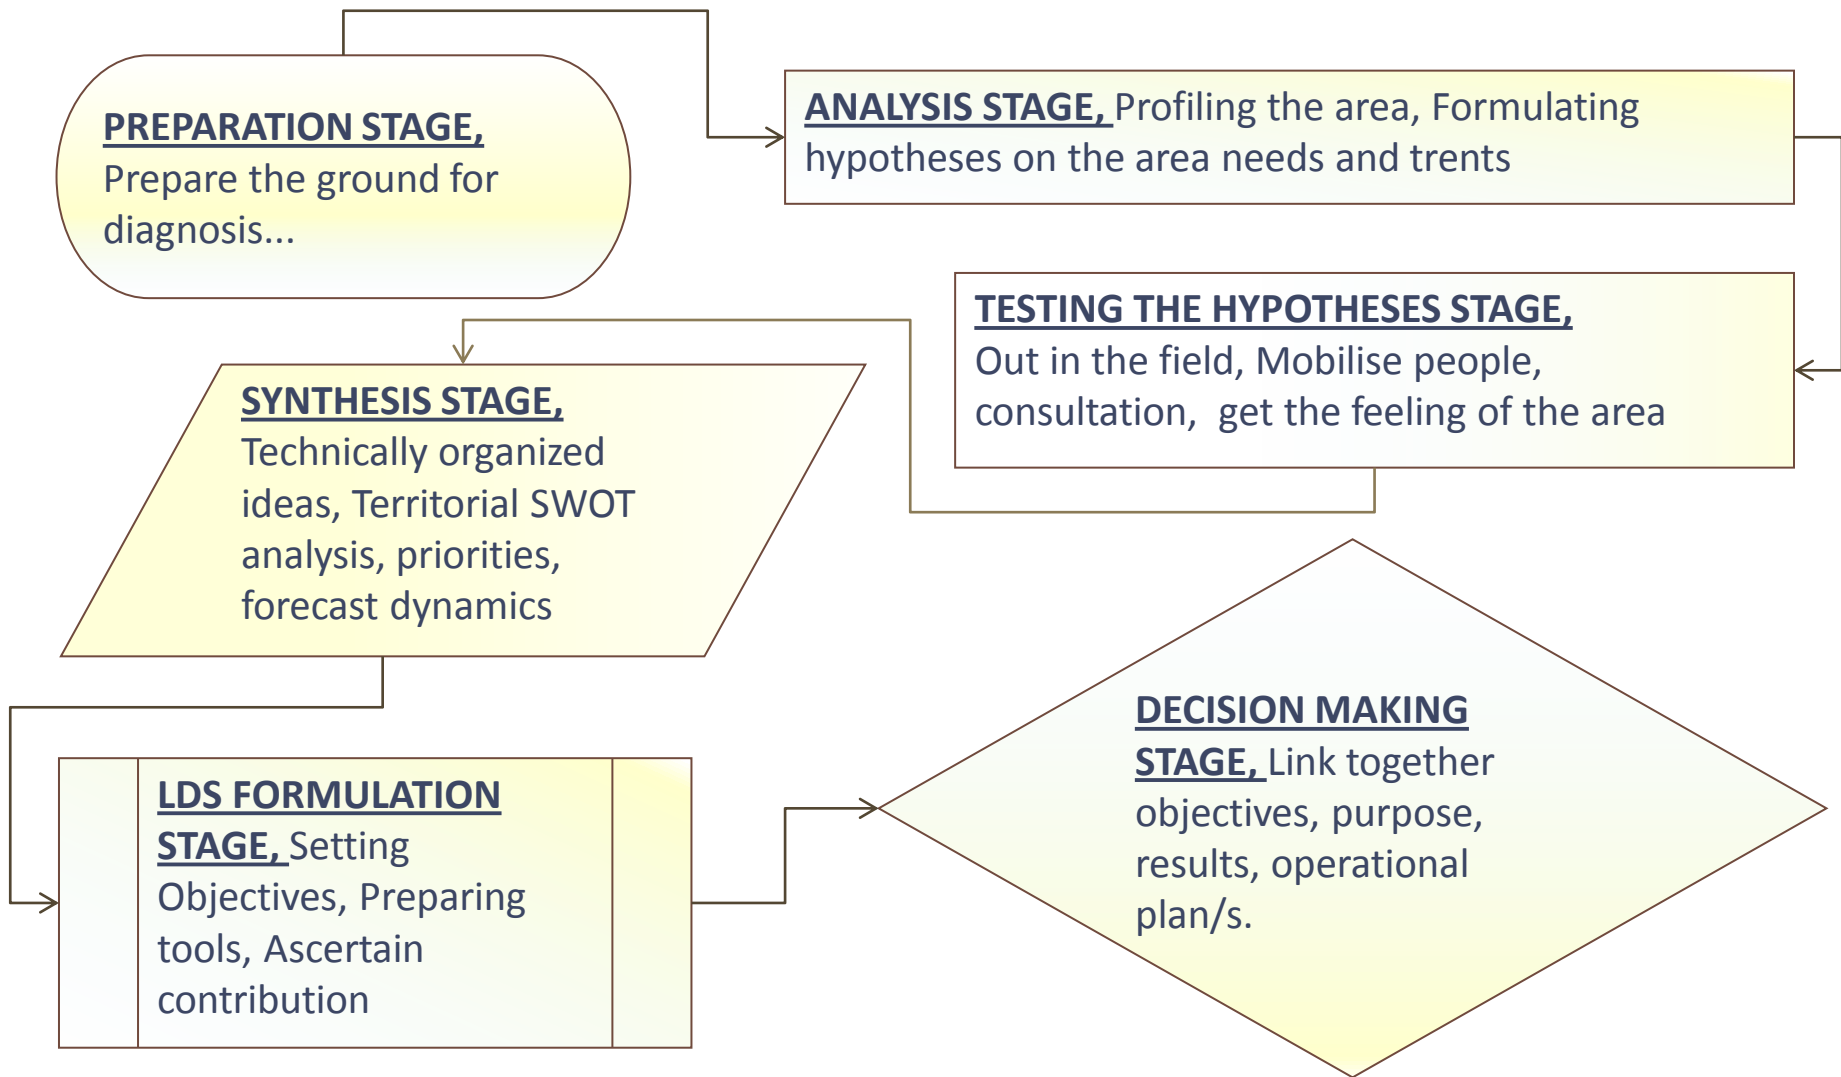 PREPARATION STAGE,
Prepare the ground for
diagnosis...
ANALYSIS STAGE, Profiling the area, Formulating
hypotheses on the area needs and trents
TESTING THE HYPOTHESES STAGE,
Out in the field, Mobilise people,
consultation, get the feeling of the area
SYNTHESIS STAGE,
Technically organized
ideas, Territorial SWOT
analysis, priorities,
forecast dynamics
LDS FORMULATION
STAGE, Setting
Objectives, Preparing
tools, Ascertain
contribution
DECISION MAKING
STAGE, Link together
objectives, purpose,
results, operational
plan/s.